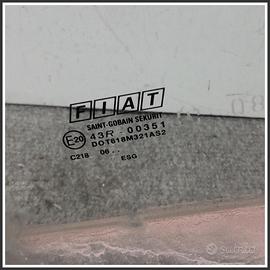 FIAT
SAINT-GOBAIN SEKURIT
E20 43R - 00351
DOT618M321AS2
C218 06.. ESG